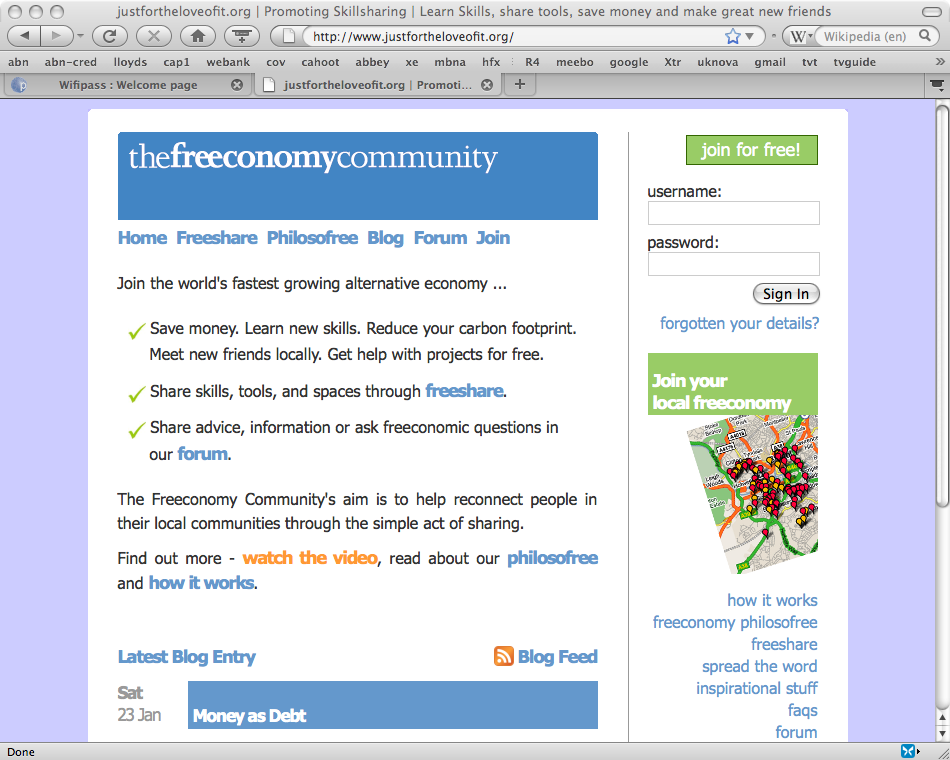 justfortheloveofit.org | Promoting Skillsharing | Learn Skills, share tools, save money and make great new friends
http://www.justfortheloveofit.org/
W
Wikipedia (en)
abn abn-cred lloyds cap1 webank cov cahoot abbey xe mbna hfx R4 meebo google Xtr uknova gmail tvt tvguide
Wifipass : Welcome page
justfortheloveofit.org | Promoti...
thefreeconomycommunity
Home Freeshare Philosofree Blog Forum Join
Join the world's fastest growing alternative economy ...
Save money. Learn new skills. Reduce your carbon footprint.
Meet new friends locally. Get help with projects for free.
Share skills, tools, and spaces through freeshare.
Share advice, information or ask freeconomic questions in
our forum.
The Freeconomy Community's aim is to help reconnect people in
their local communities through the simple act of sharing.
Find out more - watch the video, read about our philosofree
and how it works.
Latest Blog Entry
Blog Feed
Sat
23 Jan
Money as Debt
join for free!
username:
password:
Sign In
forgotten your details?
Join your
local freeconomy
how it works
freeconomy philosofree
freeshare
spread the word
inspirational stuff
faqs
forum
Done